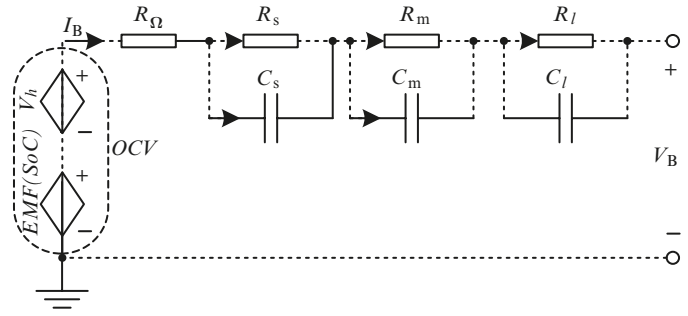 I_B R_Ω R_s R_m R_l
+ V_h − C_s C_m C_l +
OCV V_B
EMF(SoC) + −
−